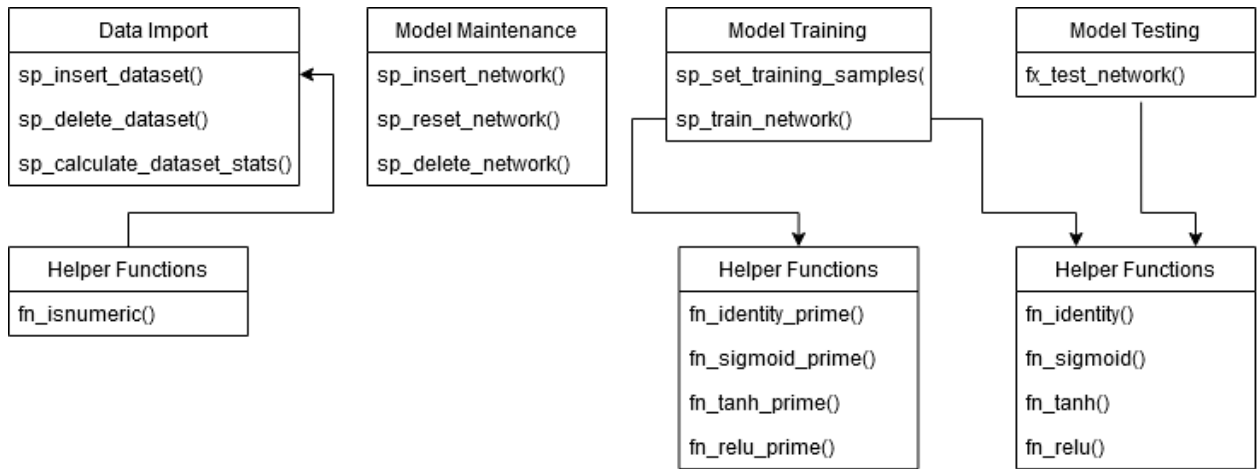 Data Import
sp_insert_dataset()
sp_delete_dataset()
sp_calculate_dataset_stats()
Model Maintenance
sp_insert_network()
sp_reset_network()
sp_delete_network()
Model Training
sp_set_training_samples(
sp_train_network()
Model Testing
fx_test_network()
Helper Functions
fn_isnumeric()
Helper Functions
fn_identity_prime()
fn_sigmoid_prime()
fn_tanh_prime()
fn_relu_prime()
Helper Functions
fn_identity()
fn_sigmoid()
fn_tanh()
fn_relu()